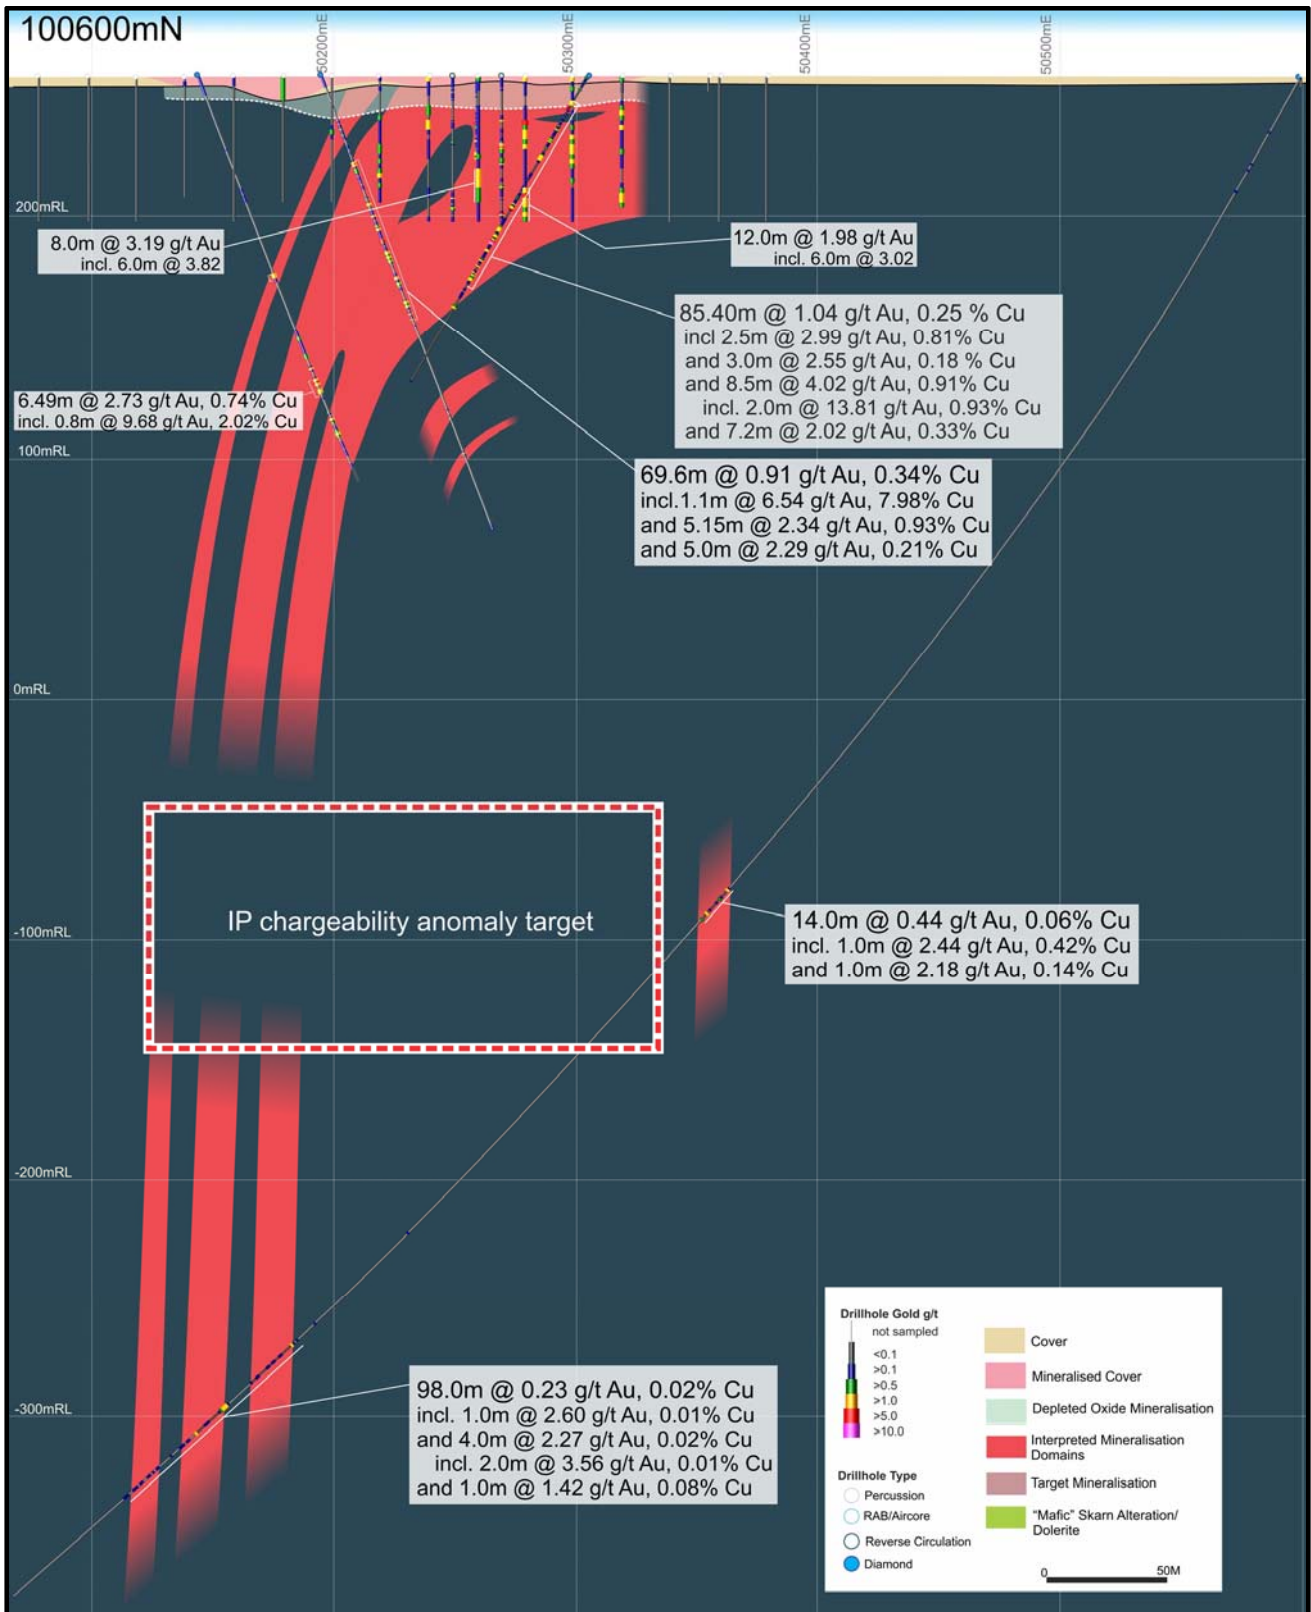 100600mN
50200mE
50300mE
50400mE
50500mE
200mRL
8.0m @ 3.19 g/t Au
incl. 6.0m @ 3.82
12.0m @ 1.98 g/t Au
incl. 6.0m @ 3.02
85.40m @ 1.04 g/t Au, 0.25 % Cu
incl 2.5m @ 2.99 g/t Au, 0.81% Cu
and 3.0m @ 2.55 g/t Au, 0.18 % Cu
and 8.5m @ 4.02 g/t Au, 0.91% Cu
incl. 2.0m @ 13.81 g/t Au, 0.93% Cu
and 7.2m @ 2.02 g/t Au, 0.33% Cu
6.49m @ 2.73 g/t Au, 0.74% Cu
incl. 0.8m @ 9.68 g/t Au, 2.02% Cu
100mRL
69.6m @ 0.91 g/t Au, 0.34% Cu
incl.1.1m @ 6.54 g/t Au, 7.98% Cu
and 5.15m @ 2.34 g/t Au, 0.93% Cu
and 5.0m @ 2.29 g/t Au, 0.21% Cu
0mRL
IP chargeability anomaly target
-100mRL
14.0m @ 0.44 g/t Au, 0.06% Cu
incl. 1.0m @ 2.44 g/t Au, 0.42% Cu
and 1.0m @ 2.18 g/t Au, 0.14% Cu
-200mRL
-300mRL
98.0m @ 0.23 g/t Au, 0.02% Cu
incl. 1.0m @ 2.60 g/t Au, 0.01% Cu
and 4.0m @ 2.27 g/t Au, 0.02% Cu
incl. 2.0m @ 3.56 g/t Au, 0.01% Cu
and 1.0m @ 1.42 g/t Au, 0.08% Cu
Drillhole Gold g/t
not sampled
<0.1
>0.1
>0.5
>1.0
>5.0
>10.0
Drillhole Type
Percussion
RAB/Aircore
Reverse Circulation
Diamond
Cover
Mineralised Cover
Depleted Oxide Mineralisation
Interpreted Mineralisation
Domains
Target Mineralisation
"Mafic" Skarn Alteration/
Dolerite
0 50M